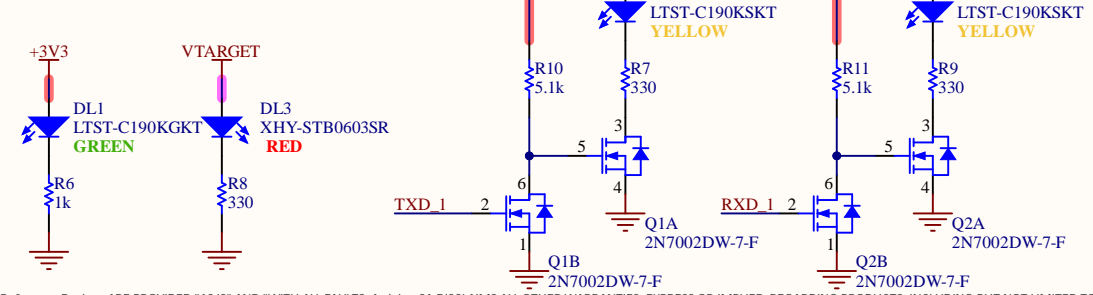 LTST-C190KSKT
YELLOW
LTST-C190KSKT
YELLOW
+3V3
VTARGET
R10
5.1k
R7
330
R11
5.1k
R9
330
DL1
LTST-C190KGKT
GREEN
DL3
XHY-STB0603SR
RED
3
5
4
3
5
4
R6
1k
R8
330
6
TXD_1
2
1
6
RXD_1
2
1
Q1A
2N7002DW-7-F
Q2A
2N7002DW-7-F
Q1B
2N7002DW-7-F
Q2B
2N7002DW-7-F